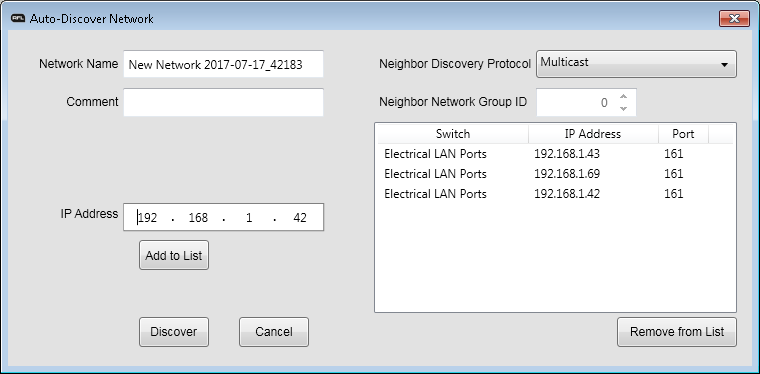 AFL Auto-Discover Network
Network Name New Network 2017-07-17_42183
Neighbor Discovery Protocol Multicast
Comment
Neighbor Network Group ID 0
Switch IP Address Port
Electrical LAN Ports 192.168.1.43 161
Electrical LAN Ports 192.168.1.69 161
Electrical LAN Ports 192.168.1.42 161
IP Address 192 . 168 . 1 . 42
Add to List
Discover Cancel Remove from List